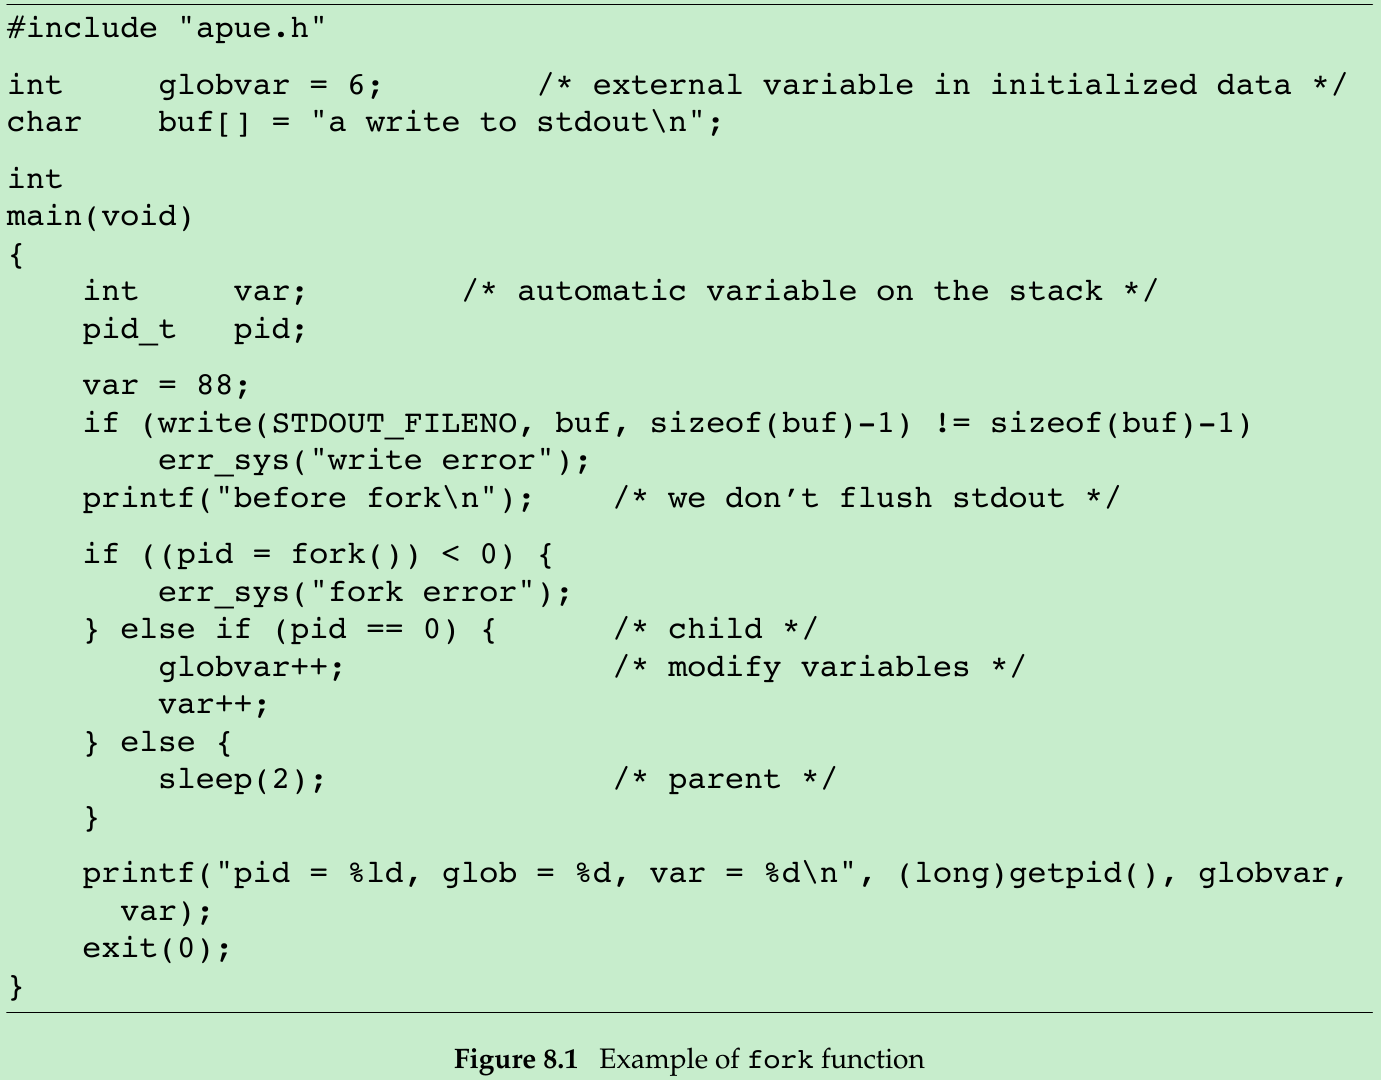 #include "apue.h"
int     globvar = 6;        /* external variable in initialized data */
char    buf[] = "a write to stdout\n";
int
main(void)
{
    int     var;        /* automatic variable on the stack */
    pid_t   pid;
    var = 88;
    if (write(STDOUT_FILENO, buf, sizeof(buf)-1) != sizeof(buf)-1)
        err_sys("write error");
    printf("before fork\n");    /* we don’t flush stdout */
    if ((pid = fork()) < 0) {
        err_sys("fork error");
    } else if (pid == 0) {      /* child */
        globvar++;              /* modify variables */
        var++;
    } else {
        sleep(2);               /* parent */
    }
    printf("pid = %ld, glob = %d, var = %d\n", (long)getpid(), globvar,
      var);
    exit(0);
}
Figure 8.1 Example of fork function